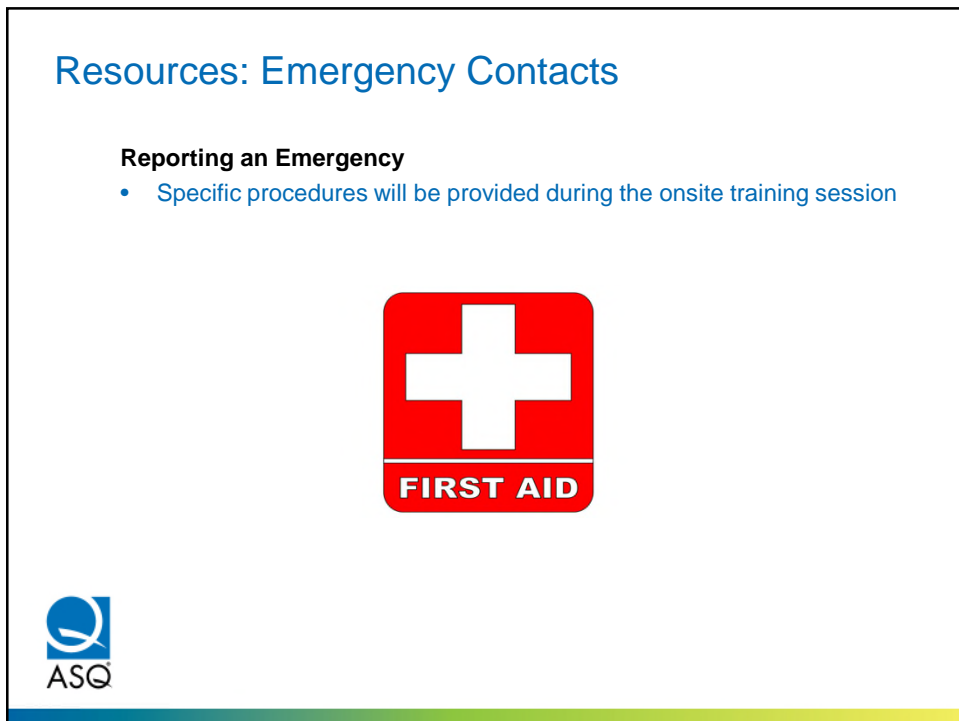 Resources: Emergency Contacts
Reporting an Emergency
• Specific procedures will be provided during the onsite training session
FIRST AID
ASQ